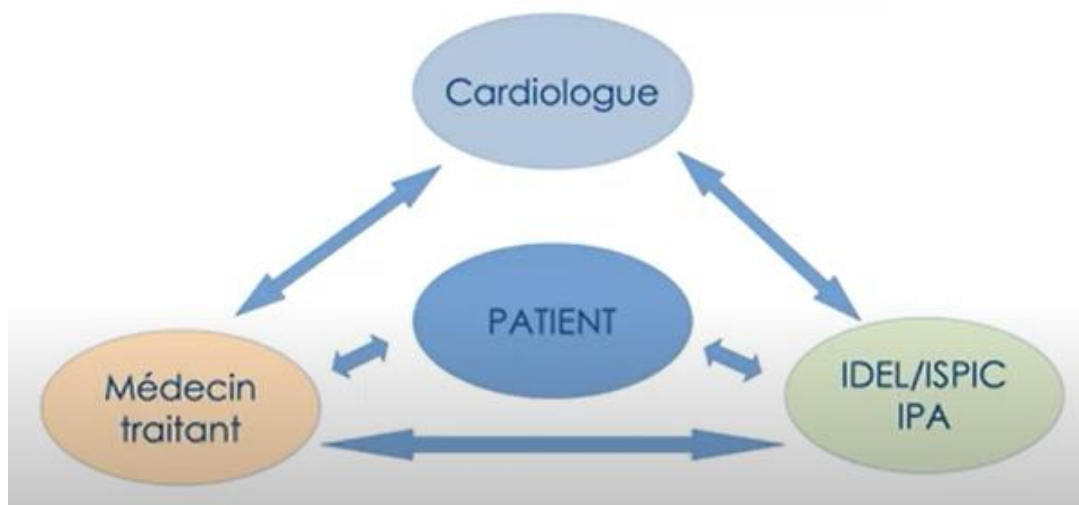 Cardiologue
PATIENT
Médecin
traitant
IDEL/ISPIC
IPA